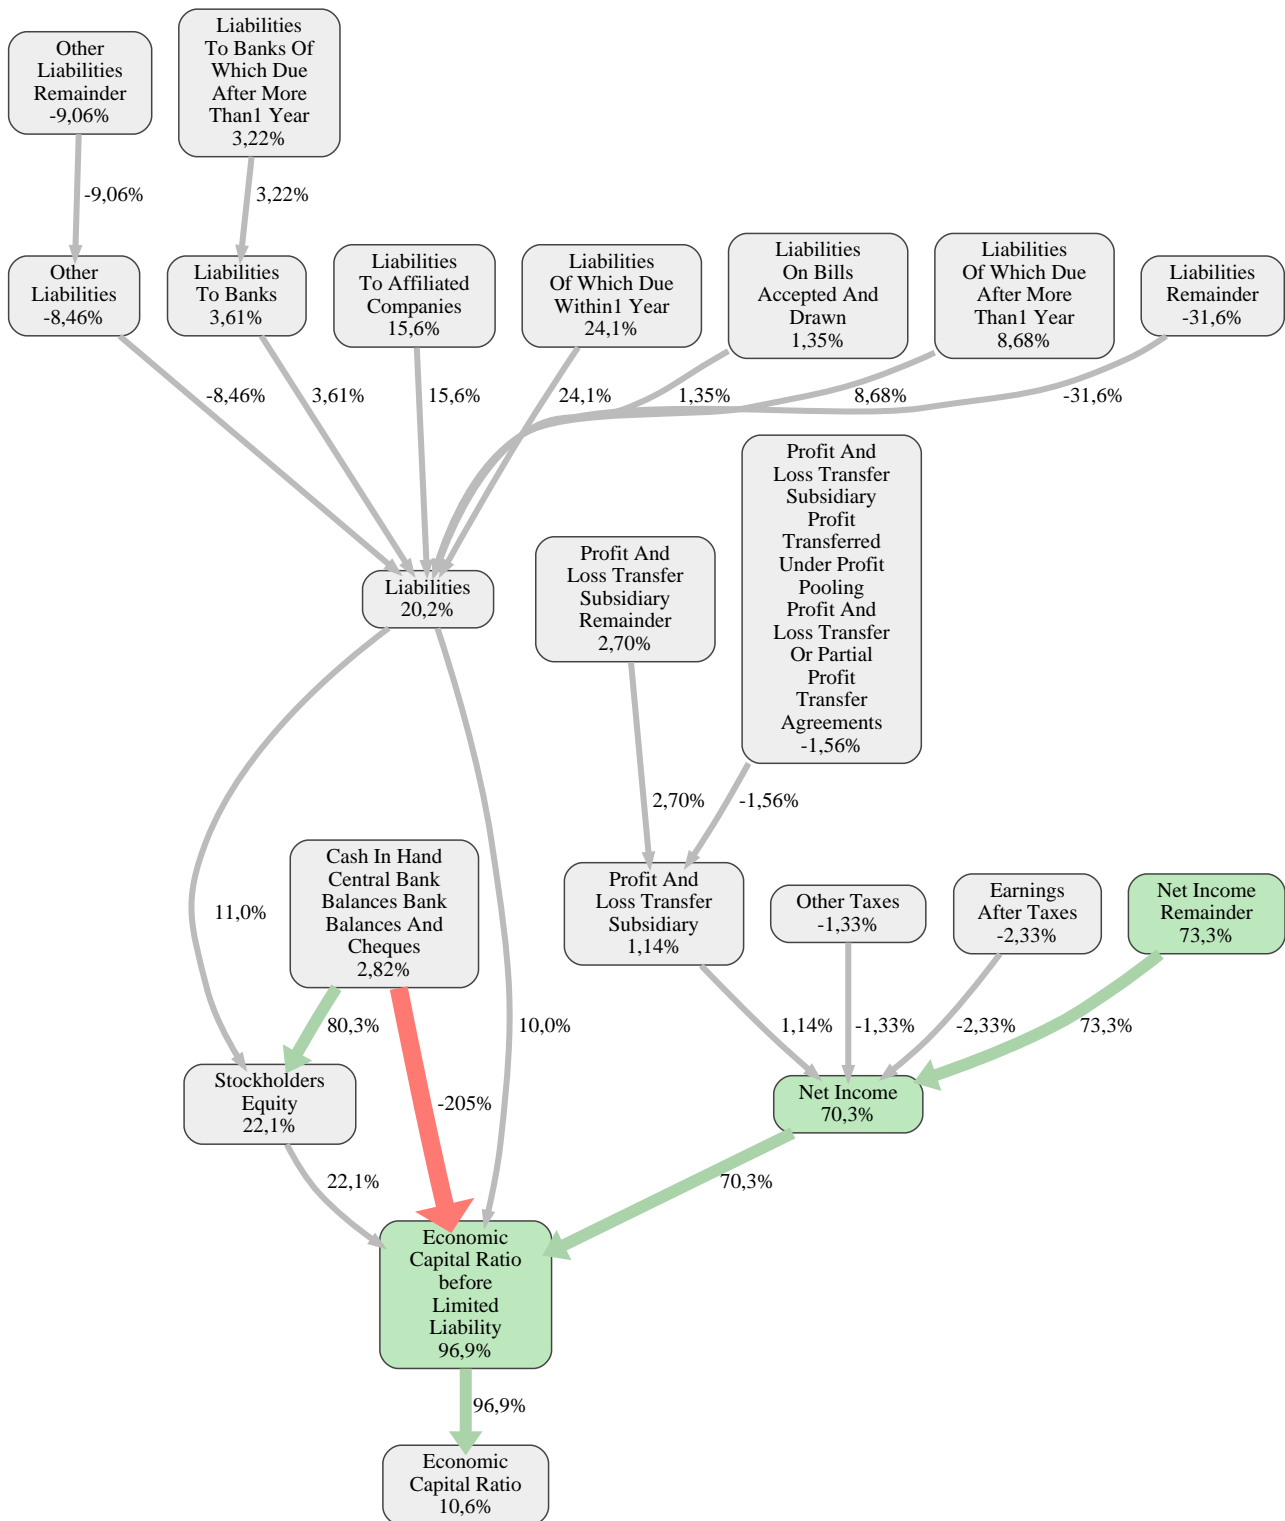 Other
Liabilities
Remainder
-9,06%
Liabilities
To Banks Of
Which Due
After More
Than1 Year
3,22%
-9,06%
3,22%
Other
Liabilities
-8,46%
Liabilities
To Banks
3,61%
Liabilities
To Affiliated
Companies
15,6%
Liabilities
Of Which Due
Within1 Year
24,1%
Liabilities
On Bills
Accepted And
Drawn
1,35%
Liabilities
Of Which Due
After More
Than1 Year
8,68%
Liabilities
Remainder
-31,6%
-8,46%
3,61%
15,6%
24,1%
1,35%
8,68%
-31,6%
Profit And
Loss Transfer
Subsidiary
Profit
Transferred
Under Profit
Pooling
Profit And
Loss Transfer
Or Partial
Profit
Transfer
Agreements
-1,56%
Profit And
Loss Transfer
Subsidiary
Remainder
2,70%
Liabilities
20,2%
2,70%
-1,56%
Cash In Hand
Central Bank
Balances Bank
Balances And
Cheques
2,82%
Profit And
Loss Transfer
Subsidiary
1,14%
Other Taxes
-1,33%
Earnings
After Taxes
-2,33%
Net Income
Remainder
73,3%
11,0%
80,3%
10,0%
1,14%
-1,33%
-2,33%
73,3%
Stockholders
Equity
22,1%
-205%
Net Income
70,3%
22,1%
70,3%
Economic
Capital Ratio
before
Limited
Liability
96,9%
96,9%
Economic
Capital Ratio
10,6%